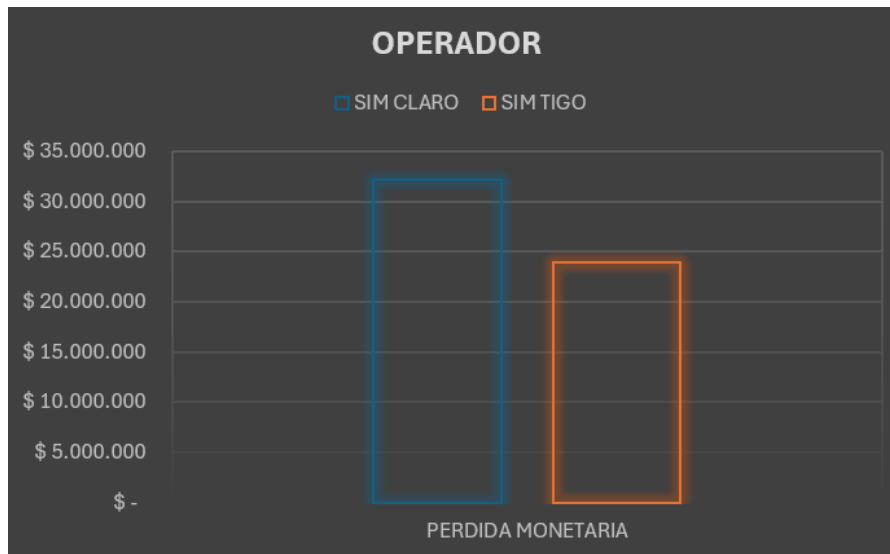 OPERADOR
SIM CLARO SIM TIGO
$ 35.000.000
$ 30.000.000
$ 25.000.000
$ 20.000.000
$ 15.000.000
$ 10.000.000
$ 5.000.000
$ -
PERDIDA MONETARIA